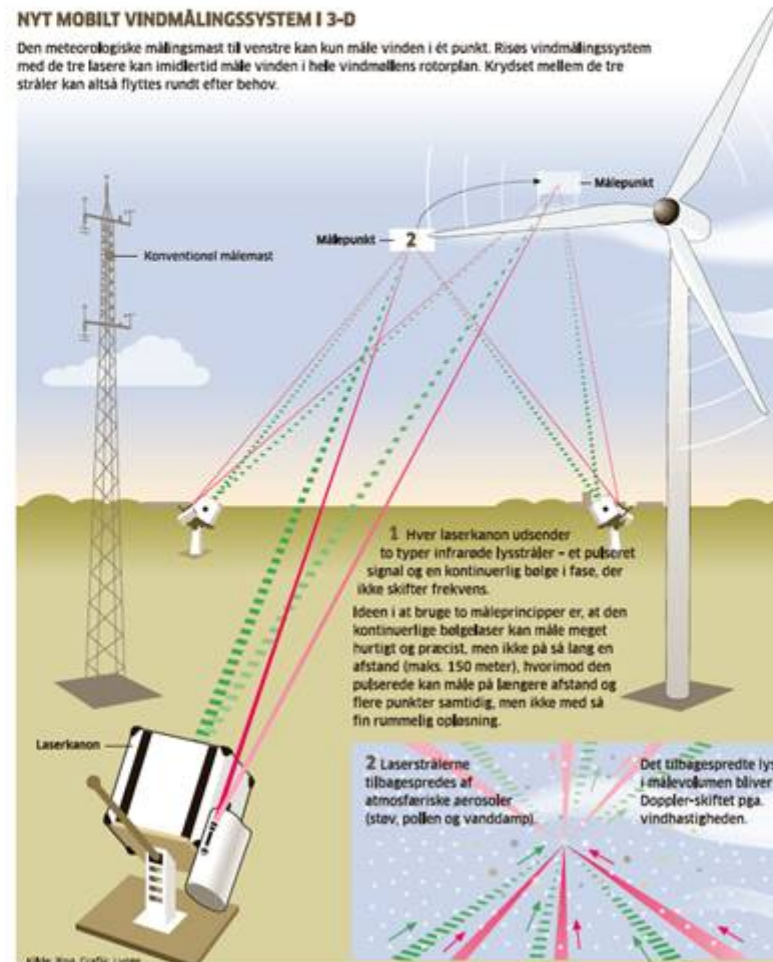 NYT MOBILT VINDMÅLINGSSYSTEM I 3-D
Den meteorologiske målingsmast til venstre kan kun måle vinden i ét punkt. Risøs vindmålingssystem
med de tre lasere kan imidlertid måle vinden i hele vindmøllens rotorplan. Krydset mellem de tre
stråler kan altså flyttes rundt efter behov.
Målepunkt
Målepunkt
2
Konventionel målemast
1 Hver laserkanon udsender
to typer infrarøde lysstråler - et pulseret
signal og en kontinuerlig bølge i fase, der
ikke skifter frekvens.
Ideen i at bruge to måleprincipper er, at den
kontinuerlige bølgelaser kan måle meget
hurtigt og præcist, men ikke på så lang en
afstand (maks. 150 meter), hvorimod den
pulserede kan måle på længere afstand og
flere punkter samtidig, men ikke med så
fin rummelig opløsning.
Laserkanon
2 Laserstrålerne
tilbagespredes af
atmosfæriske aerosoler
(støv, pollen og vanddamp)
Det tilbagespredte lys
i målevolumen bliver
Doppler-skiftet pga.
vindhastigheden.